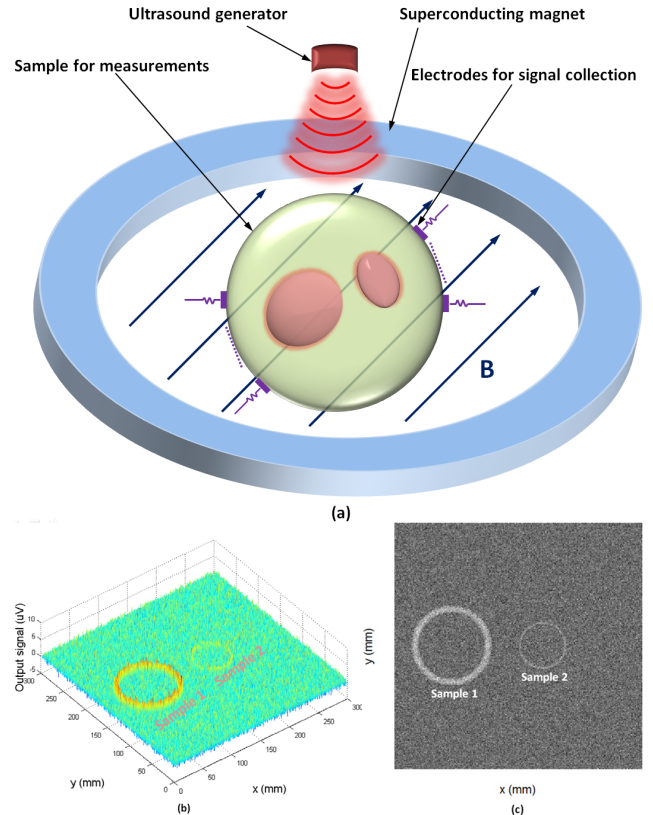 Ultrasound generator
Superconducting magnet
Sample for measurements
Electrodes for signal collection
B
(a)
Output signal (uV)
10
5
0
-5
300
250
200
150
100
50
0
y (mm)
0
50
100
150
200
250
300
x (mm)
Sample 1
Sample 2
(b)
y (mm)
Sample 1
Sample 2
x (mm)
(c)